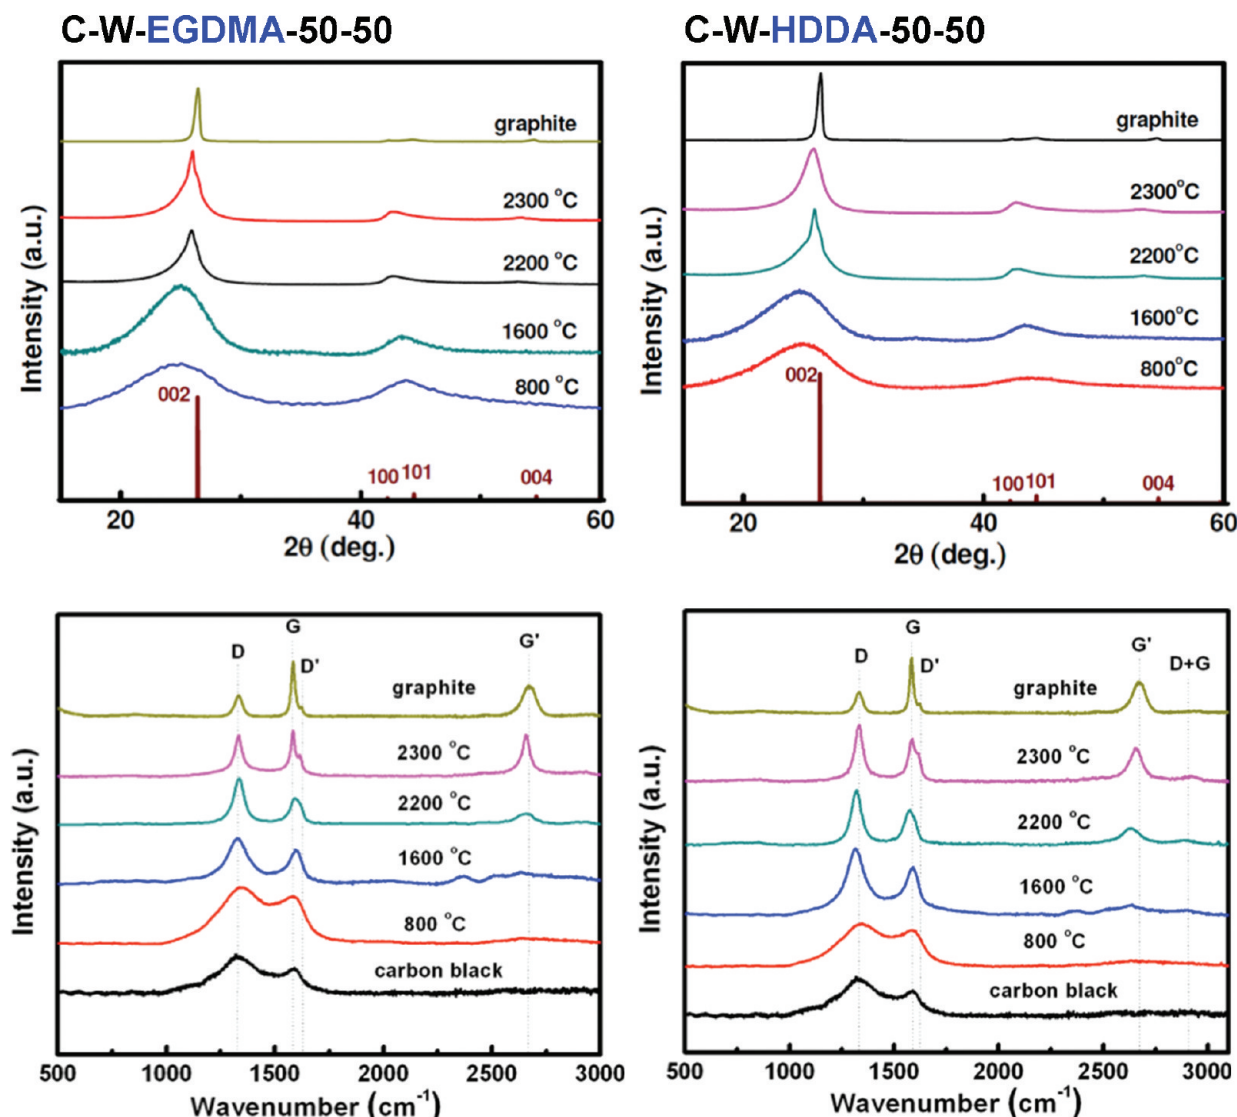 C-W-EGDMA-50-50
graphite
2300 °C
2200 °C
1600 °C
800 °C
002
100 101
004
20
40
60
2θ (deg.)
Intensity (a.u.)
C-W-HDDA-50-50
graphite
2300°C
2200°C
1600°C
800°C
002
100 101
004
20
40
60
2θ (deg.)
Intensity (a.u.)
D
G
D'
G'
graphite
2300 °C
2200 °C
1600 °C
800 °C
carbon black
500 1000 1500 2000 2500 3000
Wavenumber (cm⁻¹)
Intensity (a.u.)
D
G
D'
G'
D+G
graphite
2300 °C
2200 °C
1600 °C
800 °C
carbon black
500 1000 1500 2000 2500 3000
Wavenumber (cm⁻¹)
Intensity (a.u.)